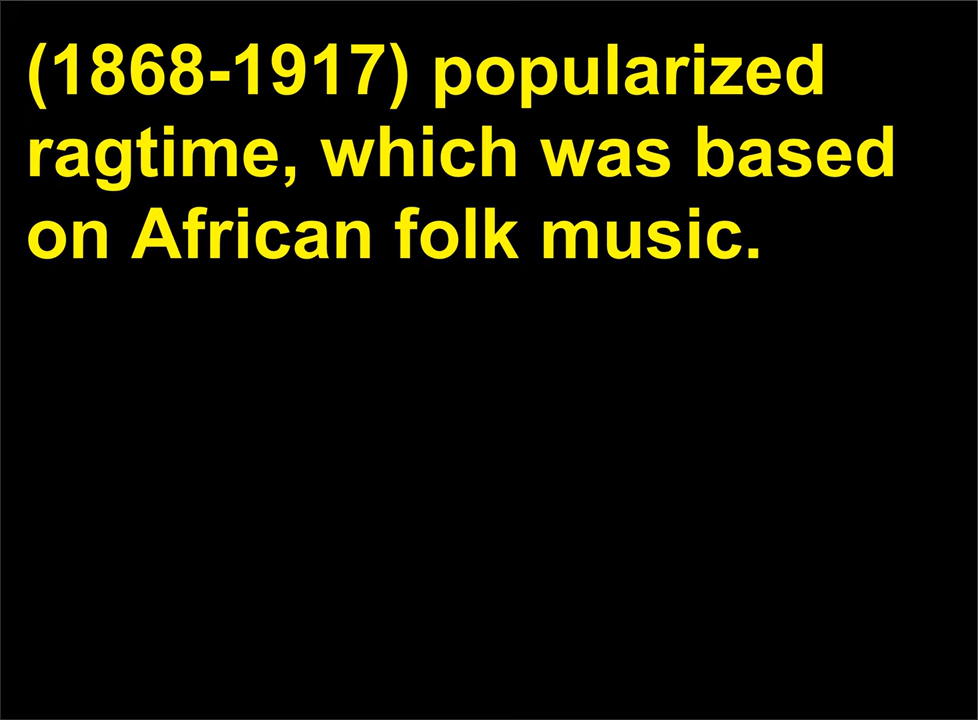 (1868-1917) popularized
ragtime, which was based
on African folk music.